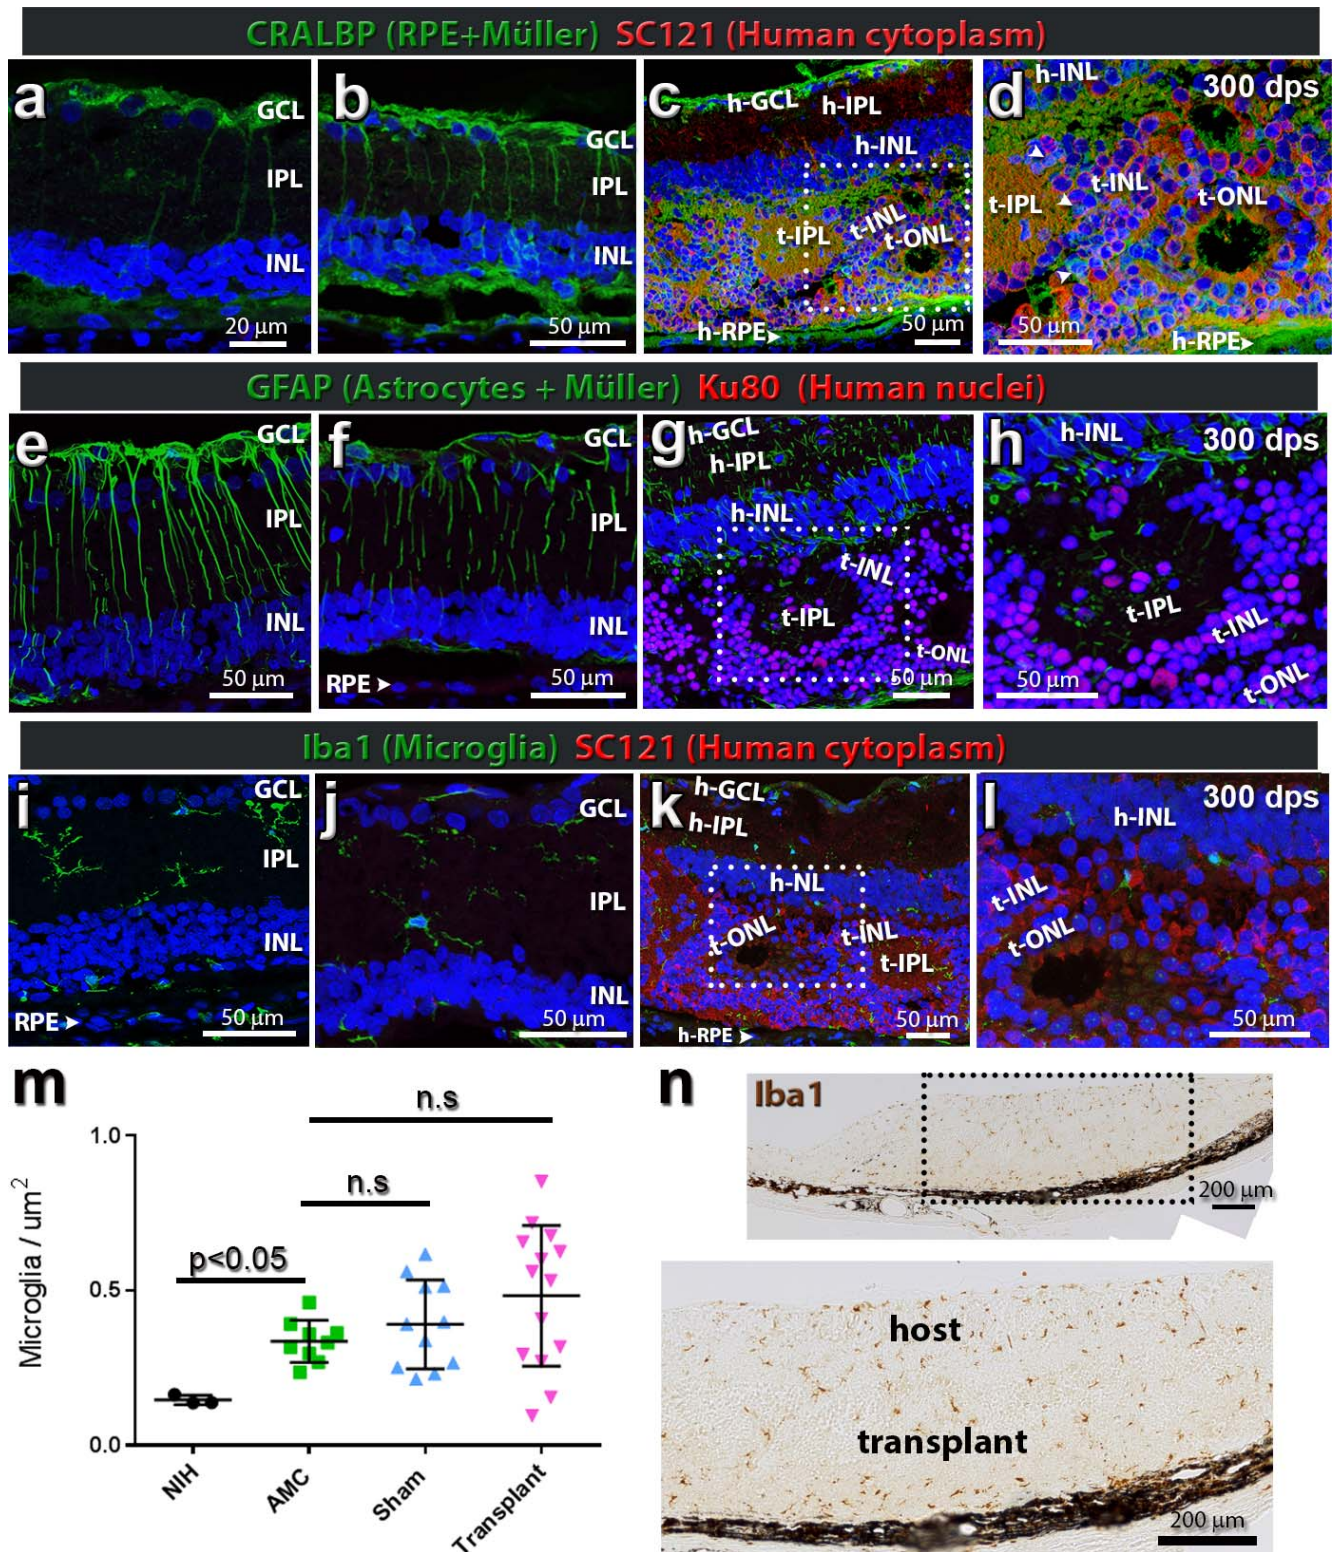 CRALBP (RPE+Müller) SC121 (Human cytoplasm)
a
GCL
IPL
INL
20 µm
b
GCL
IPL
INL
50 µm
c
h-GCL
h-IPL
h-INL
t-IPL
t-INL
t-ONL
h-RPE
50 µm
d
h-INL
300 dps
t-IPL
t-INL
t-ONL
50 µm
h-RPE
GFAP (Astrocytes + Müller) Ku80 (Human nuclei)
e
GCL
IPL
INL
50 µm
f
GCL
IPL
INL
RPE
50 µm
g
h-GCL
h-IPL
h-INL
t-INL
t-IPL
t-ONL
50 µm
h
h-INL
300 dps
t-IPL
t-INL
t-ONL
50 µm
Iba1 (Microglia) SC121 (Human cytoplasm)
i
GCL
IPL
INL
RPE
50 µm
j
GCL
IPL
INL
50 µm
k
h-GCL
h-IPL
h-NL
t-ONL
t-INL
t-IPL
h-RPE
50 µm
l
300 dps
h-INL
t-INL
t-ONL
50 µm
m
n.s
n.s
p<0.05
1.0
0.5
0.0
Microglia / um²
NIH
AMC
Sham
Transplant
n
Iba1
200 µm
host
transplant
200 µm